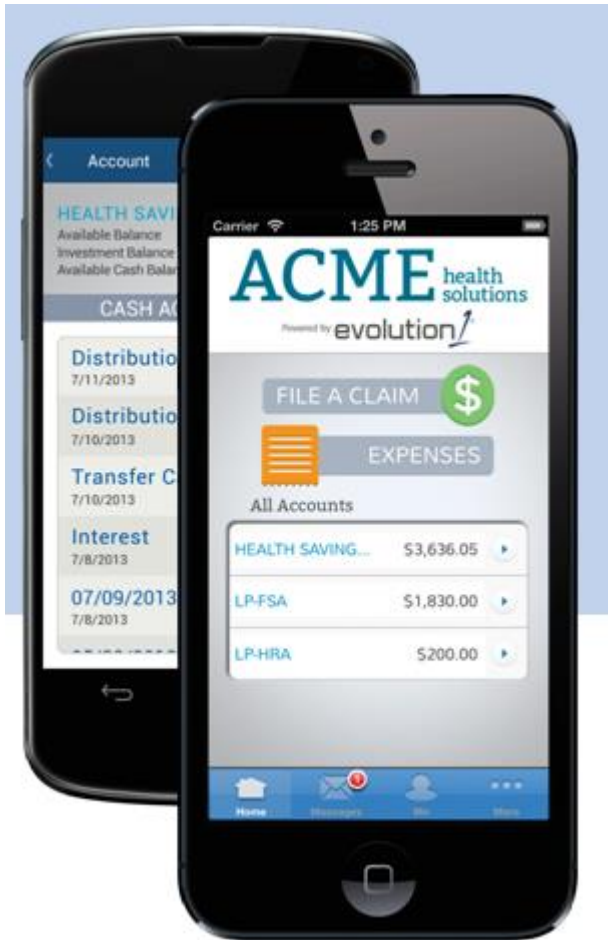 Account
HEALTH SAVI
Available Balance
Investment Balance
Available Cash Balan
CASH AC
Distributio
7/11/2013
Distributio
7/10/2013
Transfer C
7/10/2013
Interest
7/8/2013
07/09/2013
7/8/2013
Carrier 1:25 PM
ACME health solutions
Powered by evolution1
FILE A CLAIM $
EXPENSES
All Accounts
HEALTH SAVING... $3,636.05
LP-FSA $1,830.00
LP-HRA $200.00
Home Messages Me More